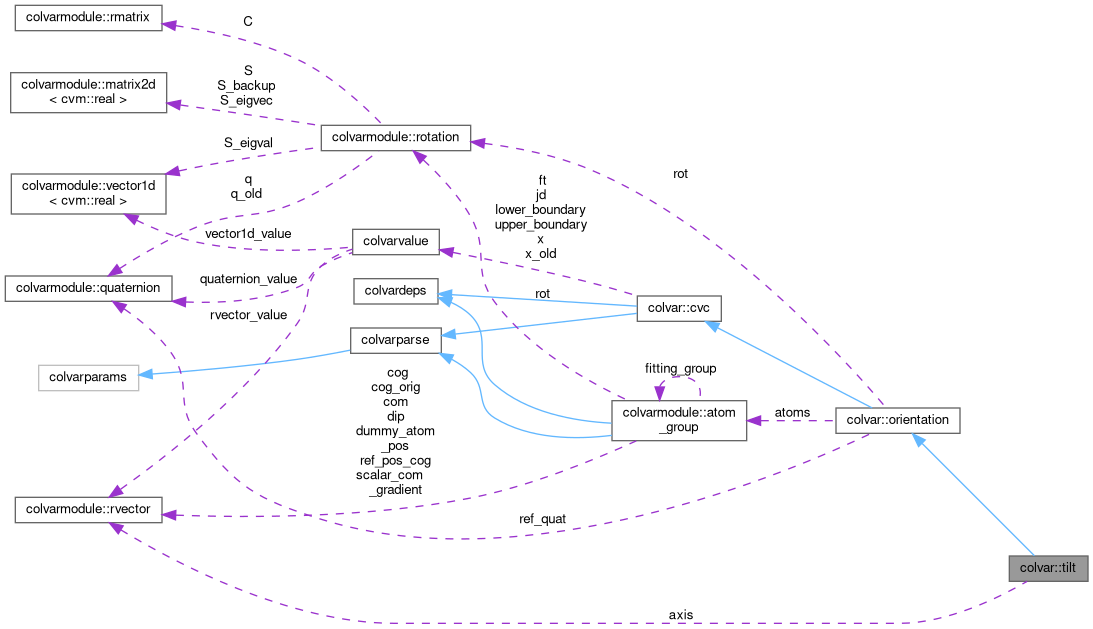 colvarmodule::rmatrix
C
colvarmodule::matrix2d
< cvm::real >
S
S_backup
S_eigvec
colvarmodule::rotation
S_eigval
colvarmodule::vector1d
< cvm::real >
q
q_old
rot
ft
jd
lower_boundary
upper_boundary
x
x_old
vector1d_value
colvarvalue
quaternion_value
colvarmodule::quaternion
colvardeps
rot
colvar::cvc
rvector_value
colvarparse
colvarparams
cog
cog_orig
com
dip
dummy_atom
_pos
ref_pos_cog
scalar_com
_gradient
fitting_group
colvarmodule::atom
_group
atoms
colvar::orientation
colvarmodule::rvector
ref_quat
colvar::tilt
axis